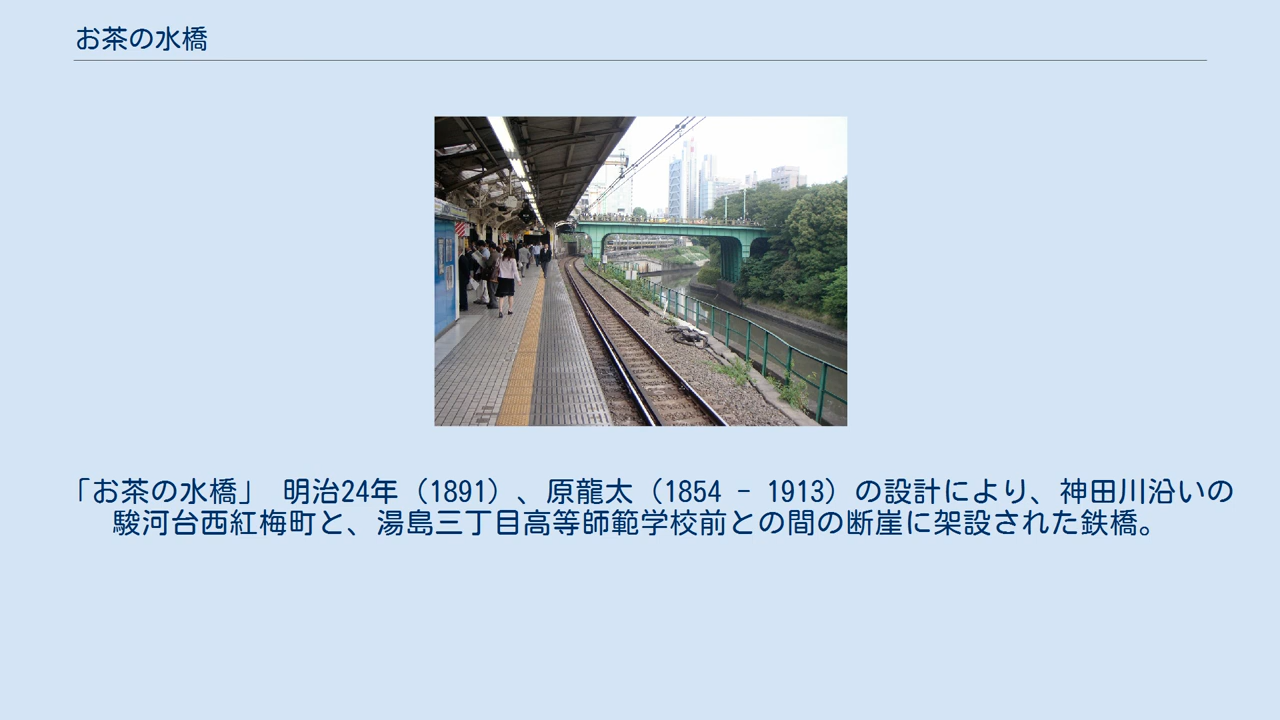 お茶の水橋
「お茶の水橋」 明治24年（1891）、原龍太（1854 - 1913）の設計により、神田川沿いの
駿河台西紅梅町と、湯島三丁目高等師範学校前との間の断崖に架設された鉄橋。